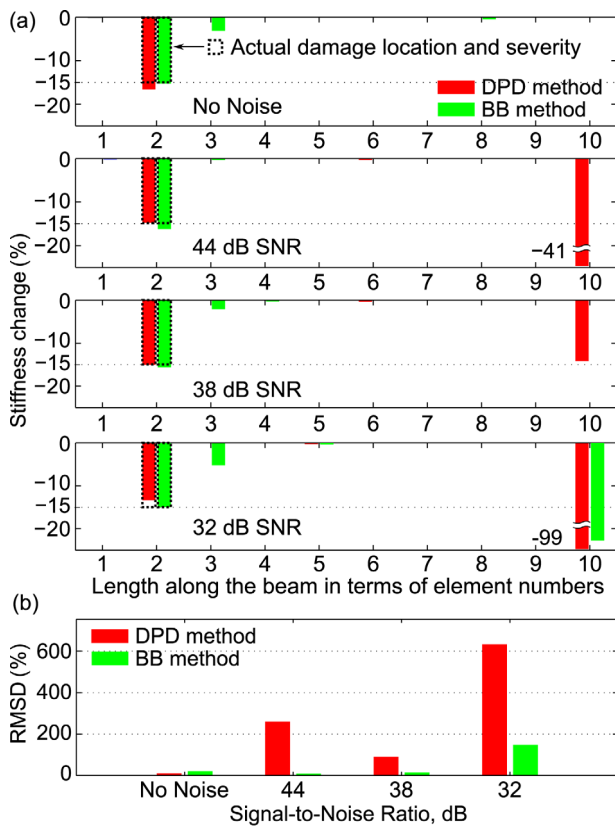 (a)
0
−10
−15
−20
Actual damage location and severity
No Noise
DPD method
BB method
1 2 3 4 5 6 7 8 9 10
0
−10
−15
−20
44 dB SNR
−41
1 2 3 4 5 6 7 8 9 10
Stiffness change (%)
0
−10
−15
−20
38 dB SNR
1 2 3 4 5 6 7 8 9 10
0
−10
−15
−20
32 dB SNR
-99
1 2 3 4 5 6 7 8 9 10
Length along the beam in terms of element numbers
(b)
DPD method
BB method
RMSD (%)
600
400
200
0
No Noise 44 38 32
Signal-to-Noise Ratio, dB